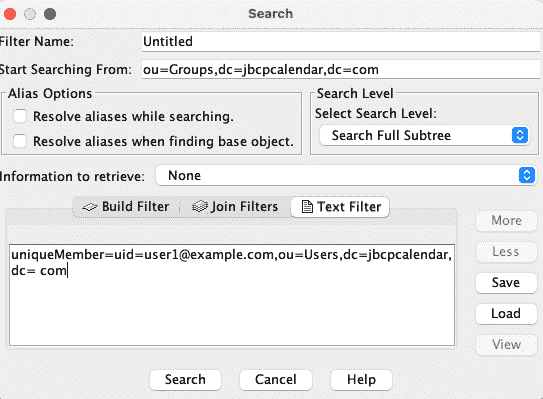 Search
Filter Name: Untitled
Start Searching From: ou=Groups,dc=jbcpcalendar,dc=com
Alias Options
Resolve aliases while searching.
Resolve aliases when finding base object.
Search Level
Select Search Level:
Search Full Subtree
Information to retrieve: None
Build Filter Join Filters Text Filter
uniqueMember=uid=user1@example.com,ou=Users,dc=jbcpcalendar,
dc= com
More
Less
Save
Load
View
Search Cancel Help